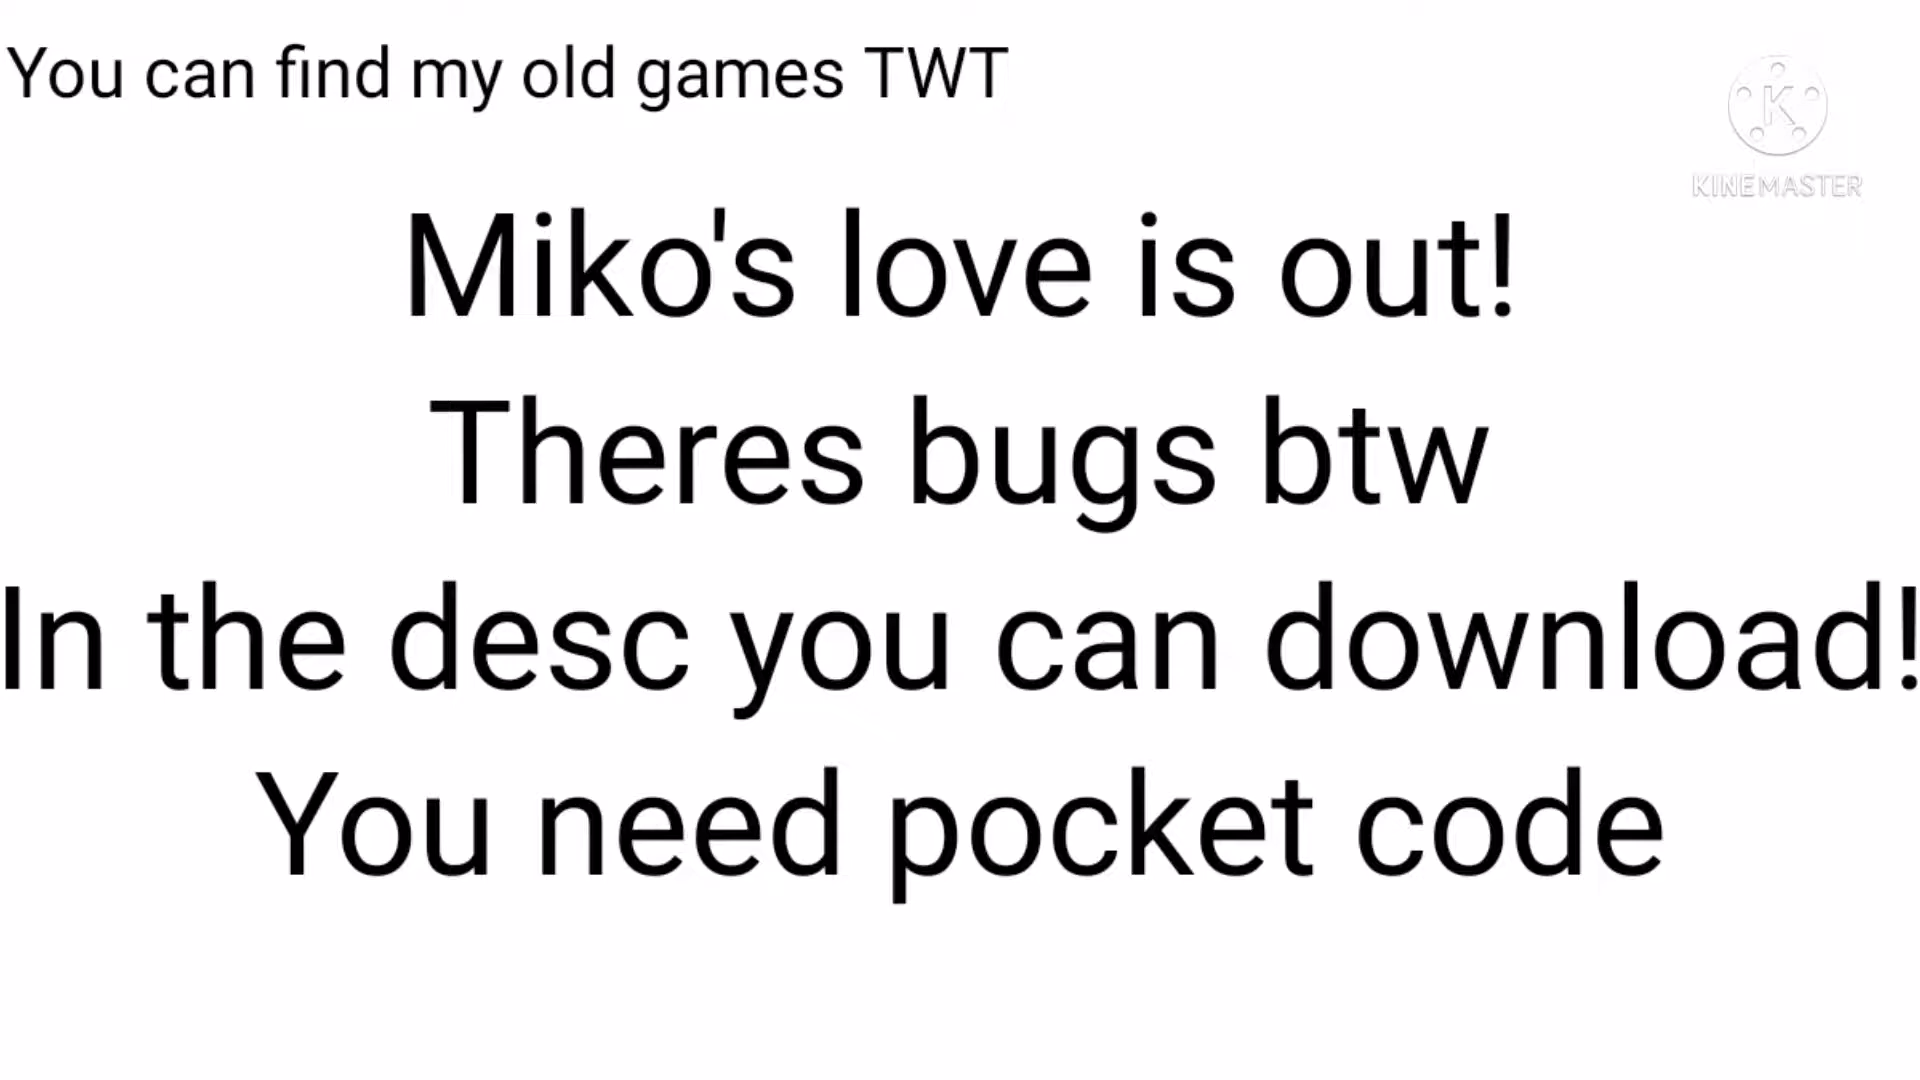 You can find my old games TWT
K
KINEMASTER
Miko's love is out!
Theres bugs btw
In the desc you can download!
You need pocket code